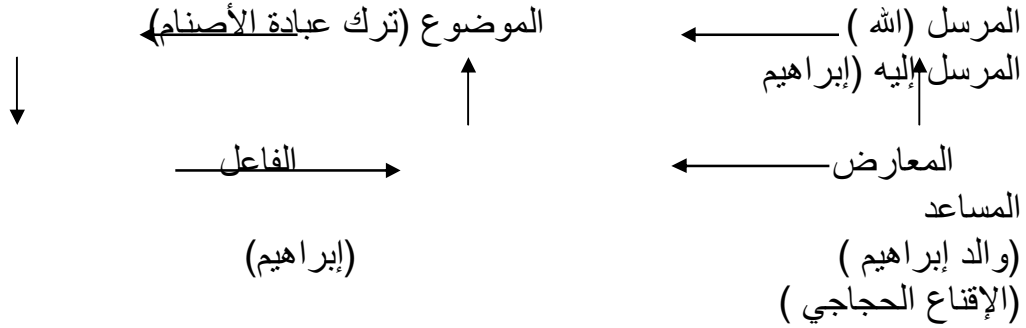 المرسل (الله ) الموضوع (ترك عبادة الأصنام)
المرسل إليه (إبراهيم
المعارض الفاعل
المساعد
(والد إبراهيم ) (إبراهيم)
(الإقناع الحجاجي )